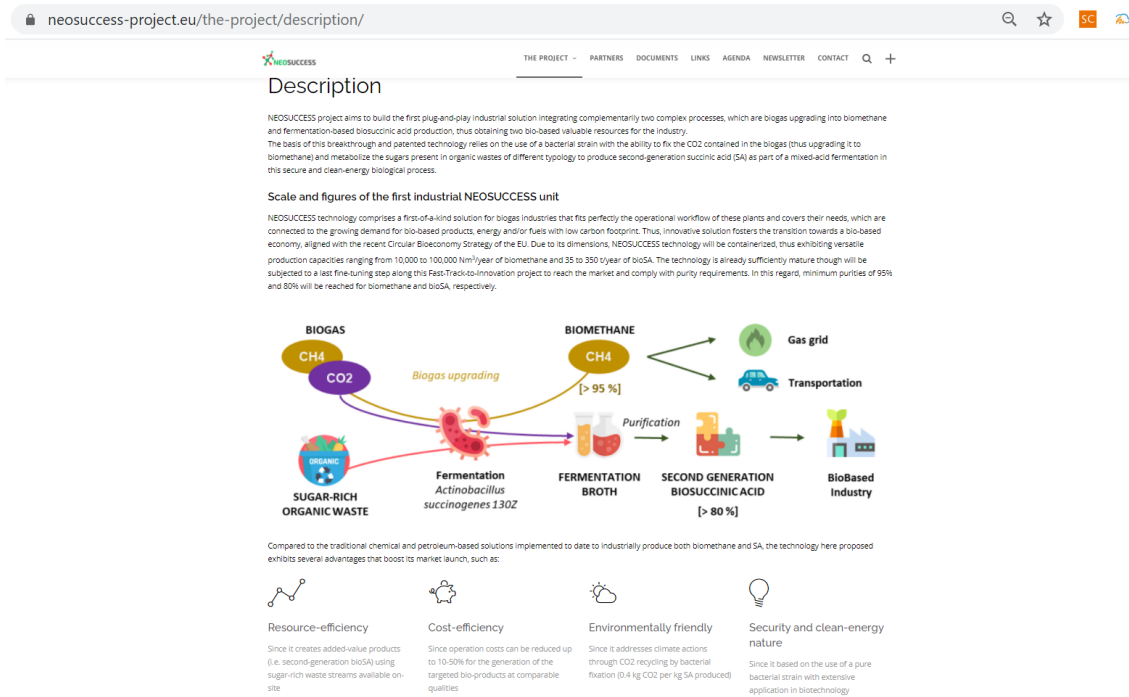 neosuccess-project.eu/the-project/description/
SC
NEOSUCCESS
THE PROJECT
PARTNERS
DOCUMENTS
LINKS
AGENDA
NEWSLETTER
CONTACT
Description
NEOSUCCESS project aims to build the first plug-and-play industrial solution integrating complementarily two complex processes, which are biogas upgrading into biomethane
and fermentation-based biosuccinic acid production, thus obtaining two bio-based valuable resources for the industry.
The basis of this breakthrough and patented technology relies on the use of a bacterial strain with the ability to fix the CO2 contained in the biogas (thus upgrading it to
biomethane) and metabolize the sugars present in organic wastes of different typology to produce second-generation succinic acid (SA) as part of a mixed-acid fermentation in
this secure and clean-energy biological process.
Scale and figures of the first industrial NEOSUCCESS unit
NEOSUCCESS technology comprises a first-of-a-kind solution for biogas industries that fits perfectly the operational workflow of these plants and covers their needs, which are
connected to the growing demand for bio-based products, energy and/or fuels with low carbon footprint. Thus, innovative solution fosters the transition towards a bio-based
economy, aligned with the recent Circular Bioeconomy Strategy of the EU. Due to its dimensions, NEOSUCCESS technology will be containerized, thus exhibiting versatile
production capacities ranging from 10,000 to 100,000 Nm³/year of biomethane and 35 to 350 t/year of bioSA. The technology is already sufficiently mature though will be
subjected to a last fine-tuning step along this Fast-Track-to-Innovation project to reach the market and comply with purity requirements. In this regard, minimum purities of 95%
and 80% will be reached for biomethane and bioSA, respectively.
BIOGAS
CH4
CO2
Biogas upgrading
BIOMETHANE
CH4
[> 95 %]
Gas grid
Transportation
ORGANIC
SUGAR-RICH
ORGANIC WASTE
Fermentation
Actinobacillus
succinogenes 130Z
FERMENTATION
BROTH
Purification
SECOND GENERATION
BIOSUCCINIC ACID
[> 80 %]
BioBased
Industry
Compared to the traditional chemical and petroleum-based solutions implemented to date to industrially produce both biomethane and SA, the technology here proposed
exhibits several advantages that boost its market launch, such as:
Resource-efficiency
Since it creates added-value products
(i.e. second-generation bioSA) using
sugar-rich waste streams available on-
site
Cost-efficiency
Since operation costs can be reduced up
to 10-50% for the generation of the
targeted bio-products at comparable
qualities
Environmentally friendly
Since it addresses climate actions
through CO2 recycling by bacterial
fixation (0.4 kg CO2 per kg SA produced)
Security and clean-energy
nature
Since it based on the use of a pure
bacterial strain with extensive
application in biotechnology